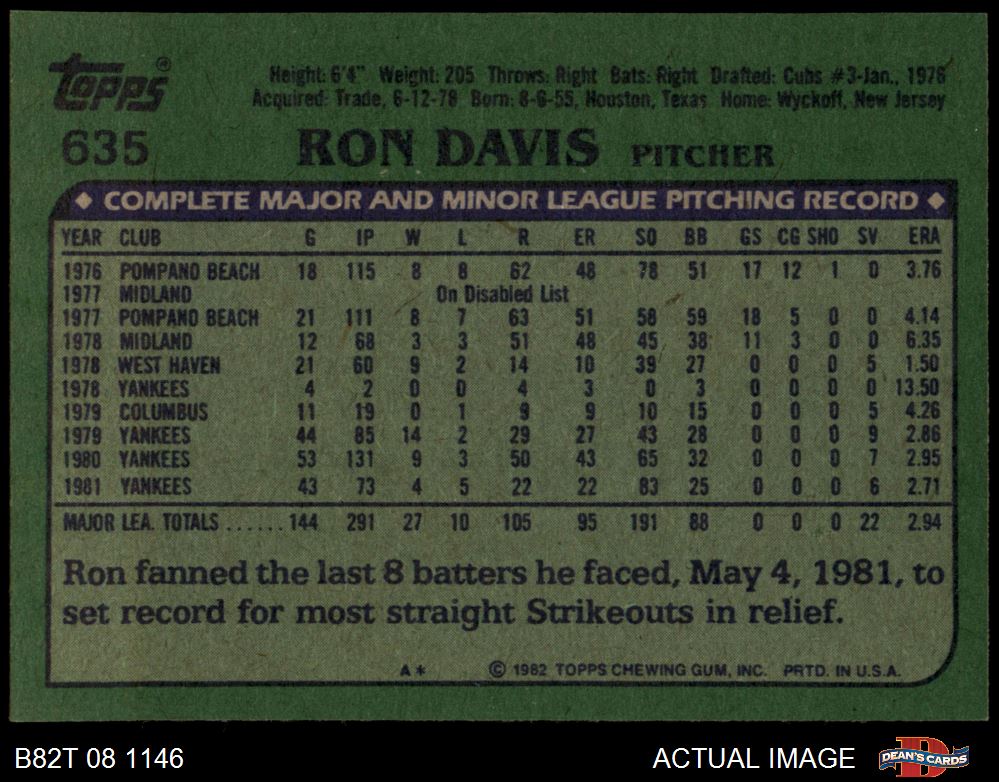 Topps®
Height: 6'4" Weight: 205 Throws: Right Bats: Right Drafted: Cubs #3-Jan., 1976
Acquired: Trade, 6-12-78 Born: 8-6-55, Houston, Texas Home: Wyckoff, New Jersey
635 RON DAVIS PITCHER
◆ COMPLETE MAJOR AND MINOR LEAGUE PITCHING RECORD ◆
YEAR CLUB G IP W L R ER SO BB GS CG SHO SV ERA
1976 POMPANO BEACH 18 115 8 8 62 48 78 51 17 12 1 0 3.76
1977 MIDLAND On Disabled List
1977 POMPANO BEACH 21 111 8 7 63 51 58 59 18 5 0 0 4.14
1978 MIDLAND 12 68 3 3 51 48 45 38 11 3 0 0 6.35
1978 WEST HAVEN 21 60 9 2 14 10 39 27 0 0 0 5 1.50
1978 YANKEES 4 2 0 0 4 3 0 3 0 0 0 0 13.50
1979 COLUMBUS 11 19 0 1 9 9 10 15 0 0 0 5 4.26
1979 YANKEES 44 85 14 2 29 27 43 28 0 0 0 9 2.86
1980 YANKEES 53 131 9 3 50 43 65 32 0 0 0 7 2.95
1981 YANKEES 43 73 4 5 22 22 83 25 0 0 0 6 2.71
MAJOR LEA. TOTALS ...... 144 291 27 10 105 95 191 88 0 0 0 22 2.94
Ron fanned the last 8 batters he faced, May 4, 1981, to
set record for most straight Strikeouts in relief.
A* © 1982 TOPPS CHEWING GUM, INC. PRTD. IN U.S.A.
B82T 08 1146 ACTUAL IMAGE DEAN'S CARDS